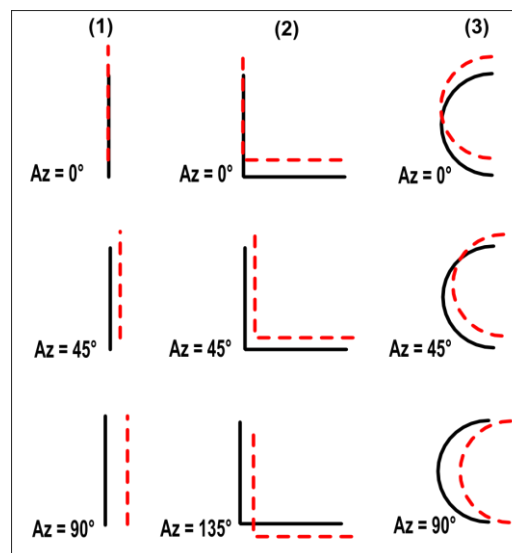 (1) (2) (3)
Az = 0° Az = 0° Az = 0°
Az = 45° Az = 45° Az = 45°
Az = 90° Az = 135° Az = 90°